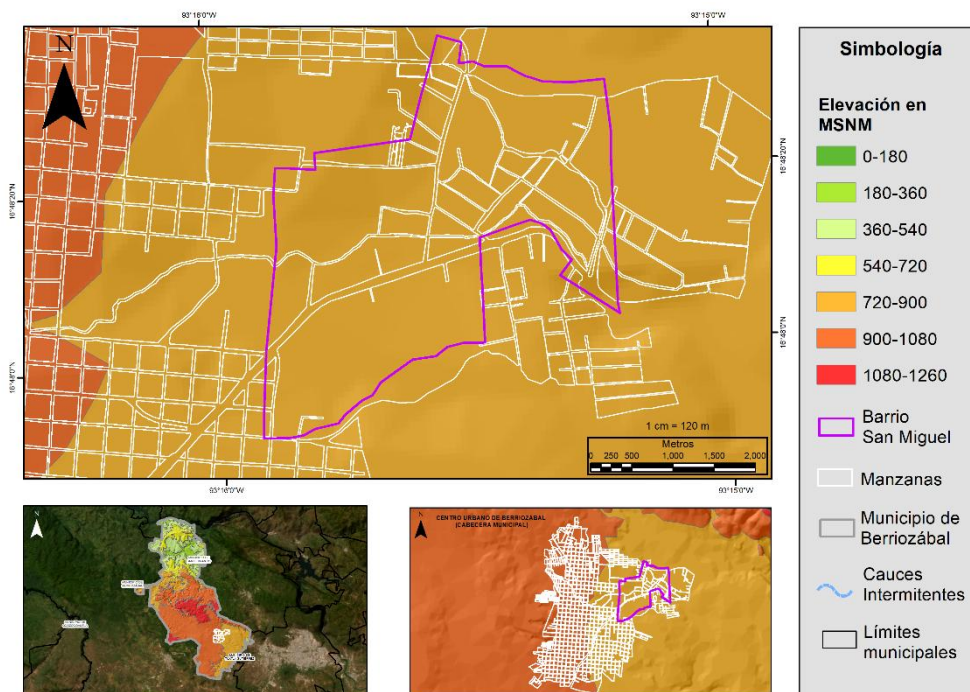 93°16'0"W
93°15'0"W
N
16°48'20"N
16°48'20"N
16°48'0"N
16°48'0"N
1 cm = 120 m
Metros
0 250 500 1,000 1,500 2,000
93°16'0"W
93°15'0"W
CENTRO URBANO DE BERRIOZÁBAL
(CABECERA MUNICIPAL)
Simbología
Elevación en
MSNM
0-180
180-360
360-540
540-720
720-900
900-1080
1080-1260
Barrio
San Miguel
Manzanas
Municipio de
Berriozábal
Cauces
Intermitentes
Límites
municipales